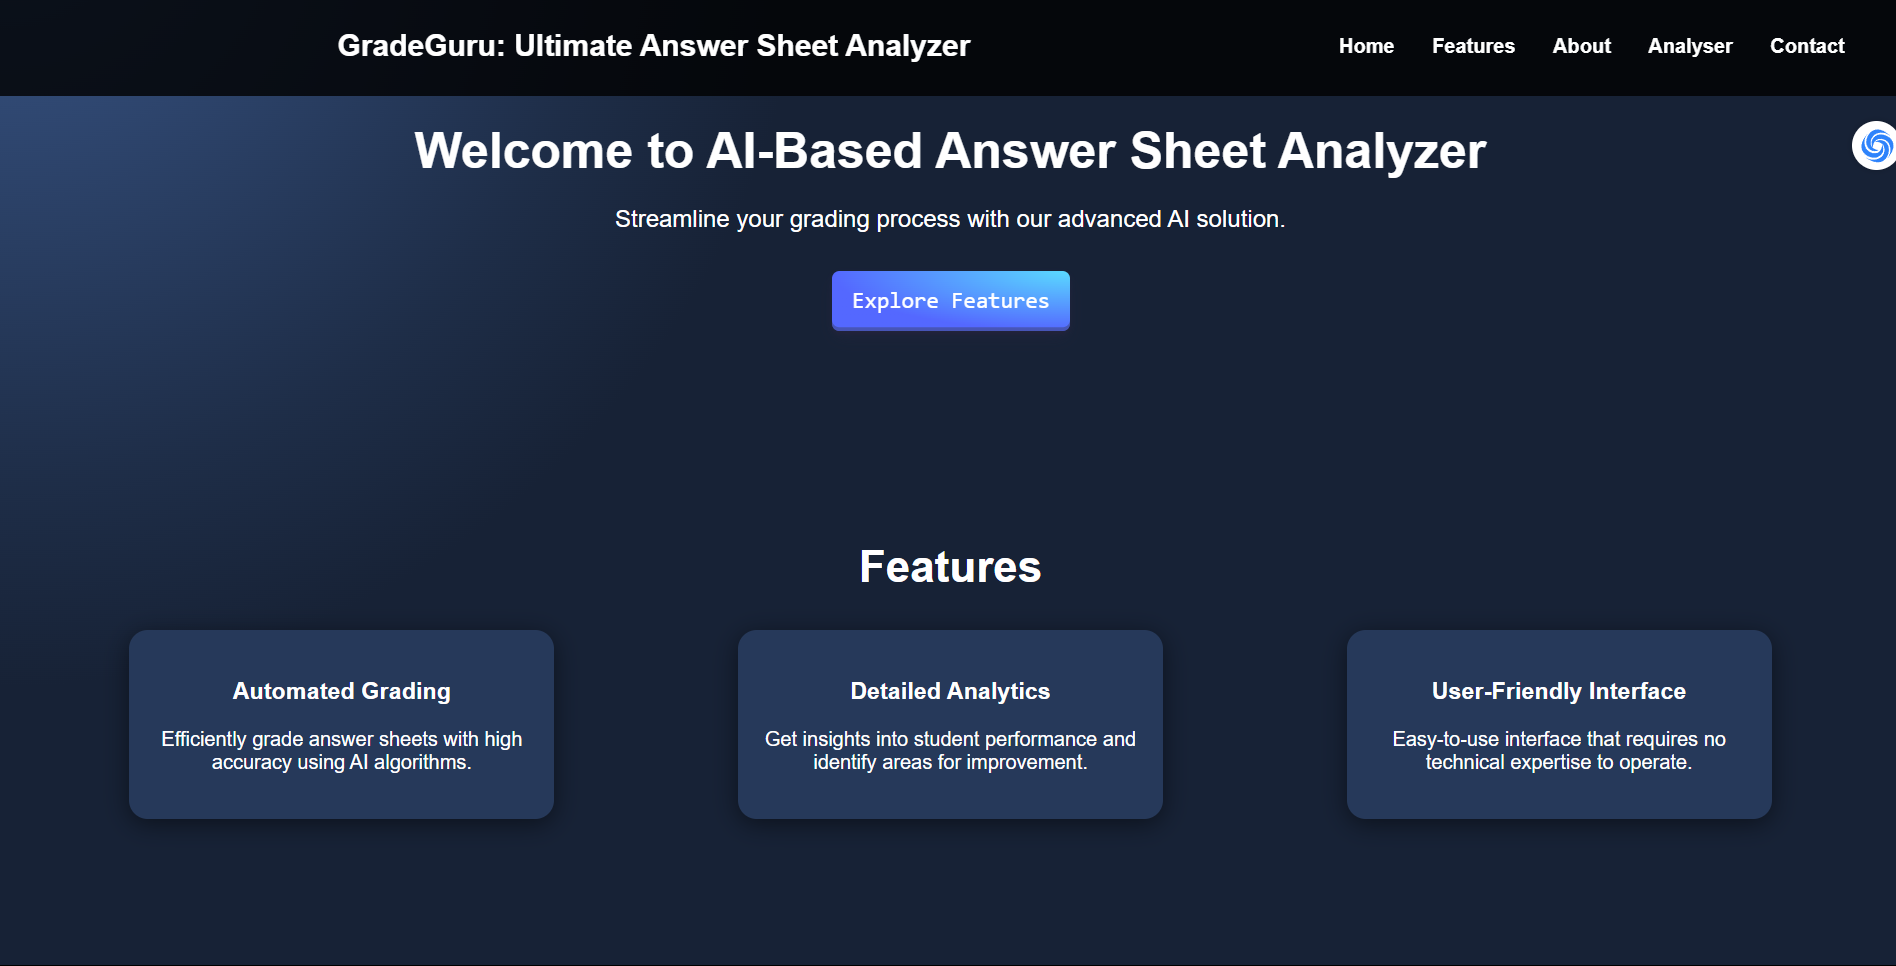 GradeGuru: Ultimate Answer Sheet Analyzer
Home Features About Analyser Contact
Welcome to AI-Based Answer Sheet Analyzer
Streamline your grading process with our advanced AI solution.
Explore Features
Features
Automated Grading
Efficiently grade answer sheets with high
accuracy using AI algorithms.
Detailed Analytics
Get insights into student performance and
identify areas for improvement.
User-Friendly Interface
Easy-to-use interface that requires no
technical expertise to operate.